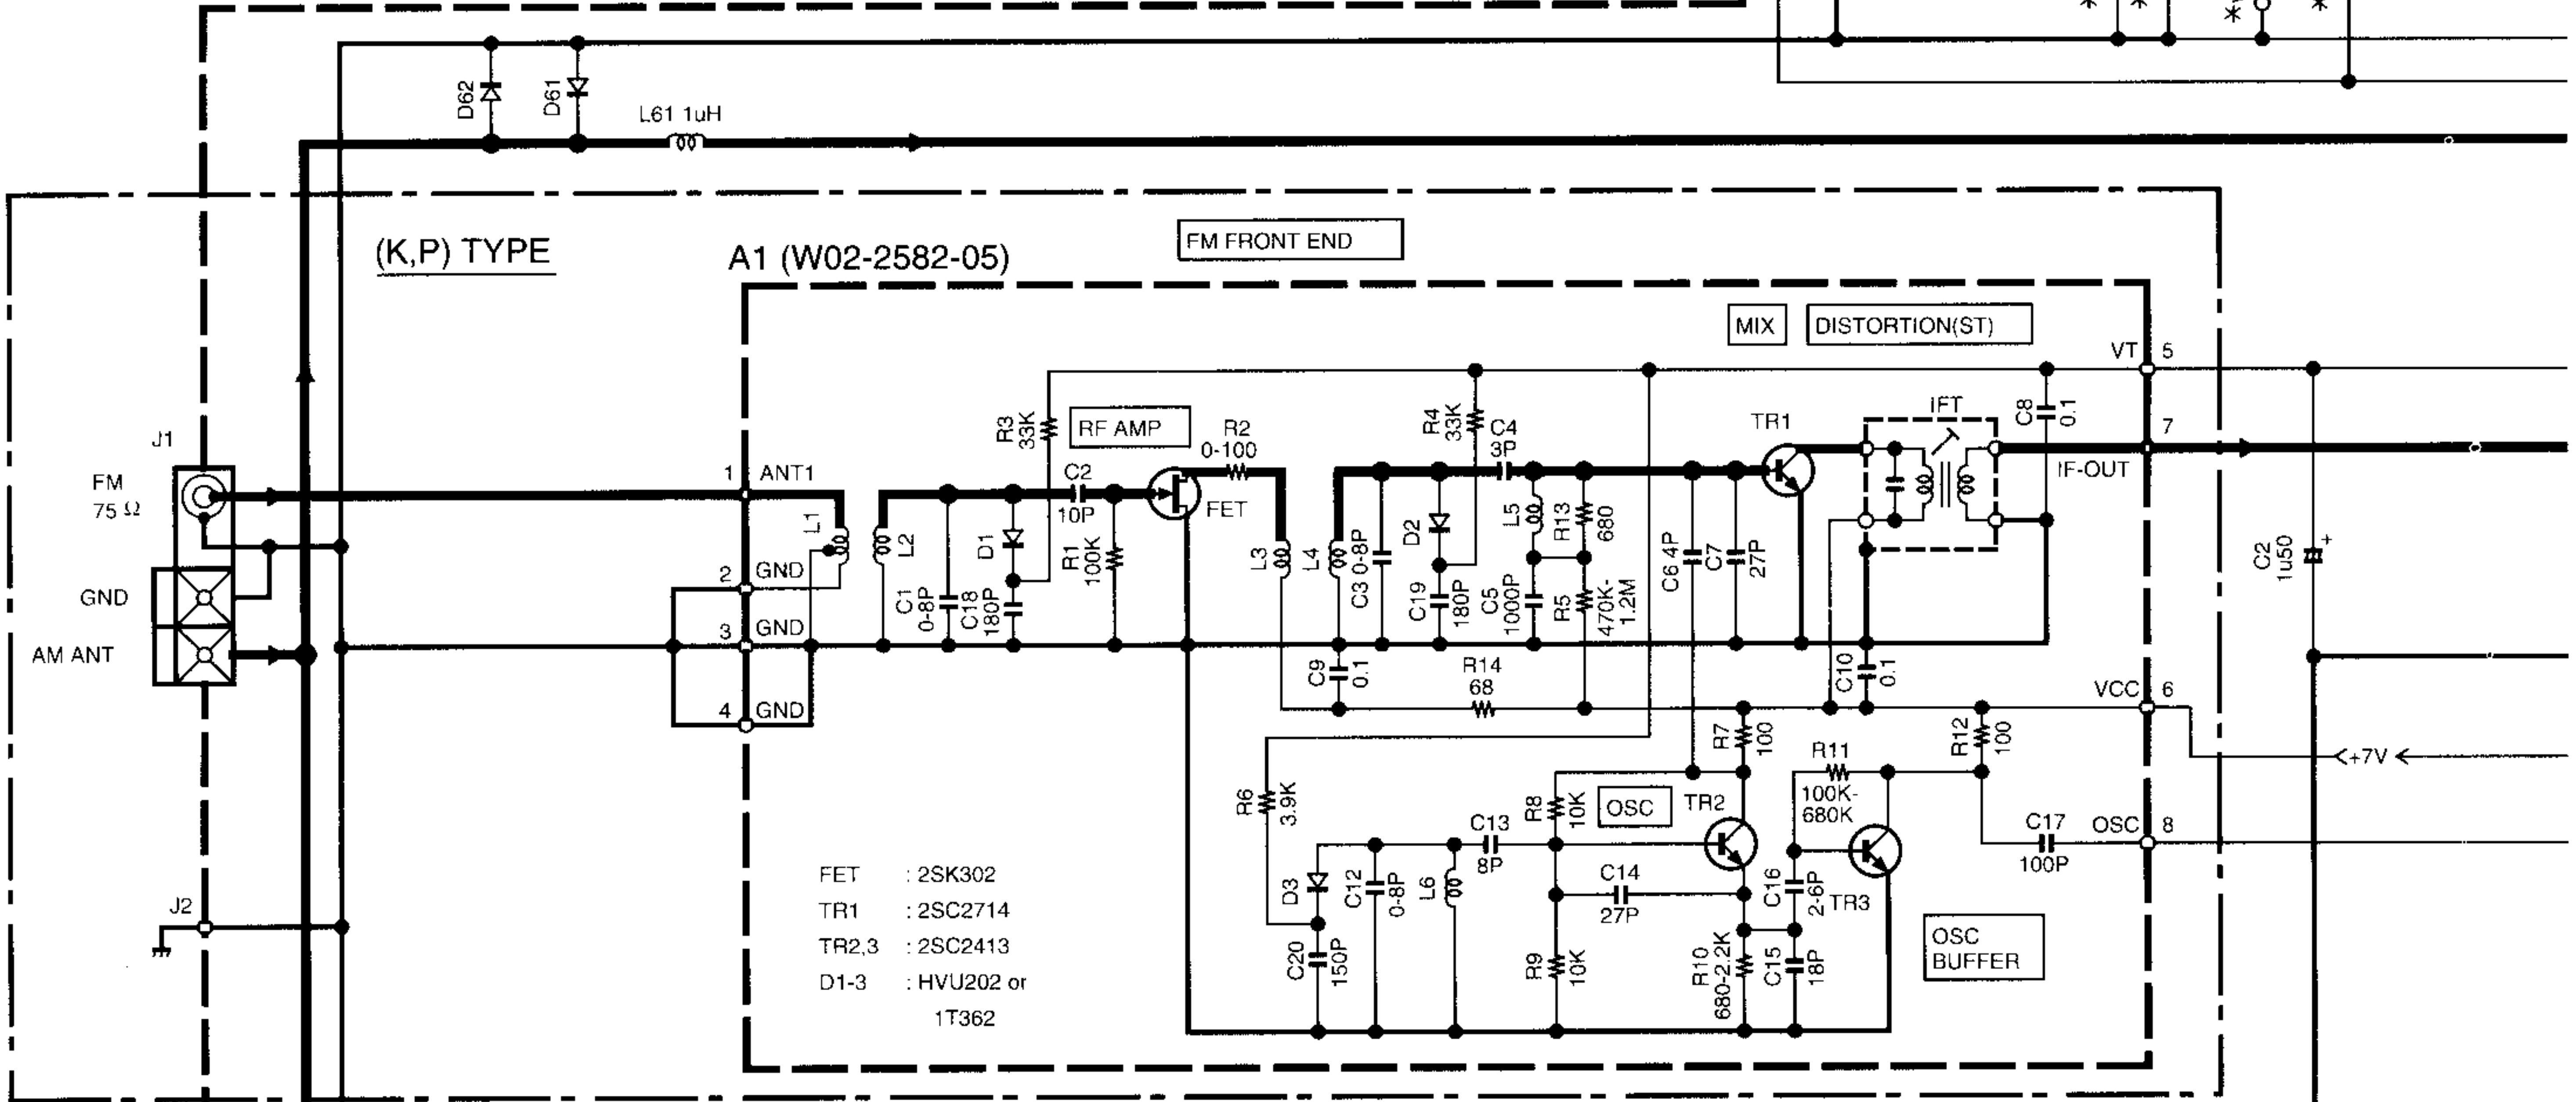 * * *
*
D62
D61
L61 1uH
(K,P) TYPE
A1 (W02-2582-05)
FM FRONT END
MIX
DISTORTION(ST)
VT 5
J1
FM
75 Ω
GND
AM ANT
J2
1 ANT1
2 GND
3 GND
4 GND
L1
L2
R3
33K
RF AMP
C2
10P
R2
0-100
FET
C1
0-8P
D1
C18
180P
R1
100K
L3
L4
C3 0-8P
R4
33K
C4
3P
D2
C19
180P
L5
R13
680
C5
1000P
R5
470K-
1.2M
C6 4P
C7
27P
TR1
IFT
C8
0.1
7
IF-OUT
C2
1u50
+
C9
0.1
R14
68
C10
0.1
VCC 6
<+7V
R7
100
R12
100
R6
3.9K
R8
10K
OSC
TR2
R11
100K-
680K
C17
100P
OSC 8
D3
C12
0-8P
L6
C13
8P
C14
27P
C16
2-6P
TR3
C20
150P
R9
10K
R10
680-2.2K
C15
18P
OSC
BUFFER
FET : 2SK302
TR1 : 2SC2714
TR2,3 : 2SC2413
D1-3 : HVU202 or
1T362